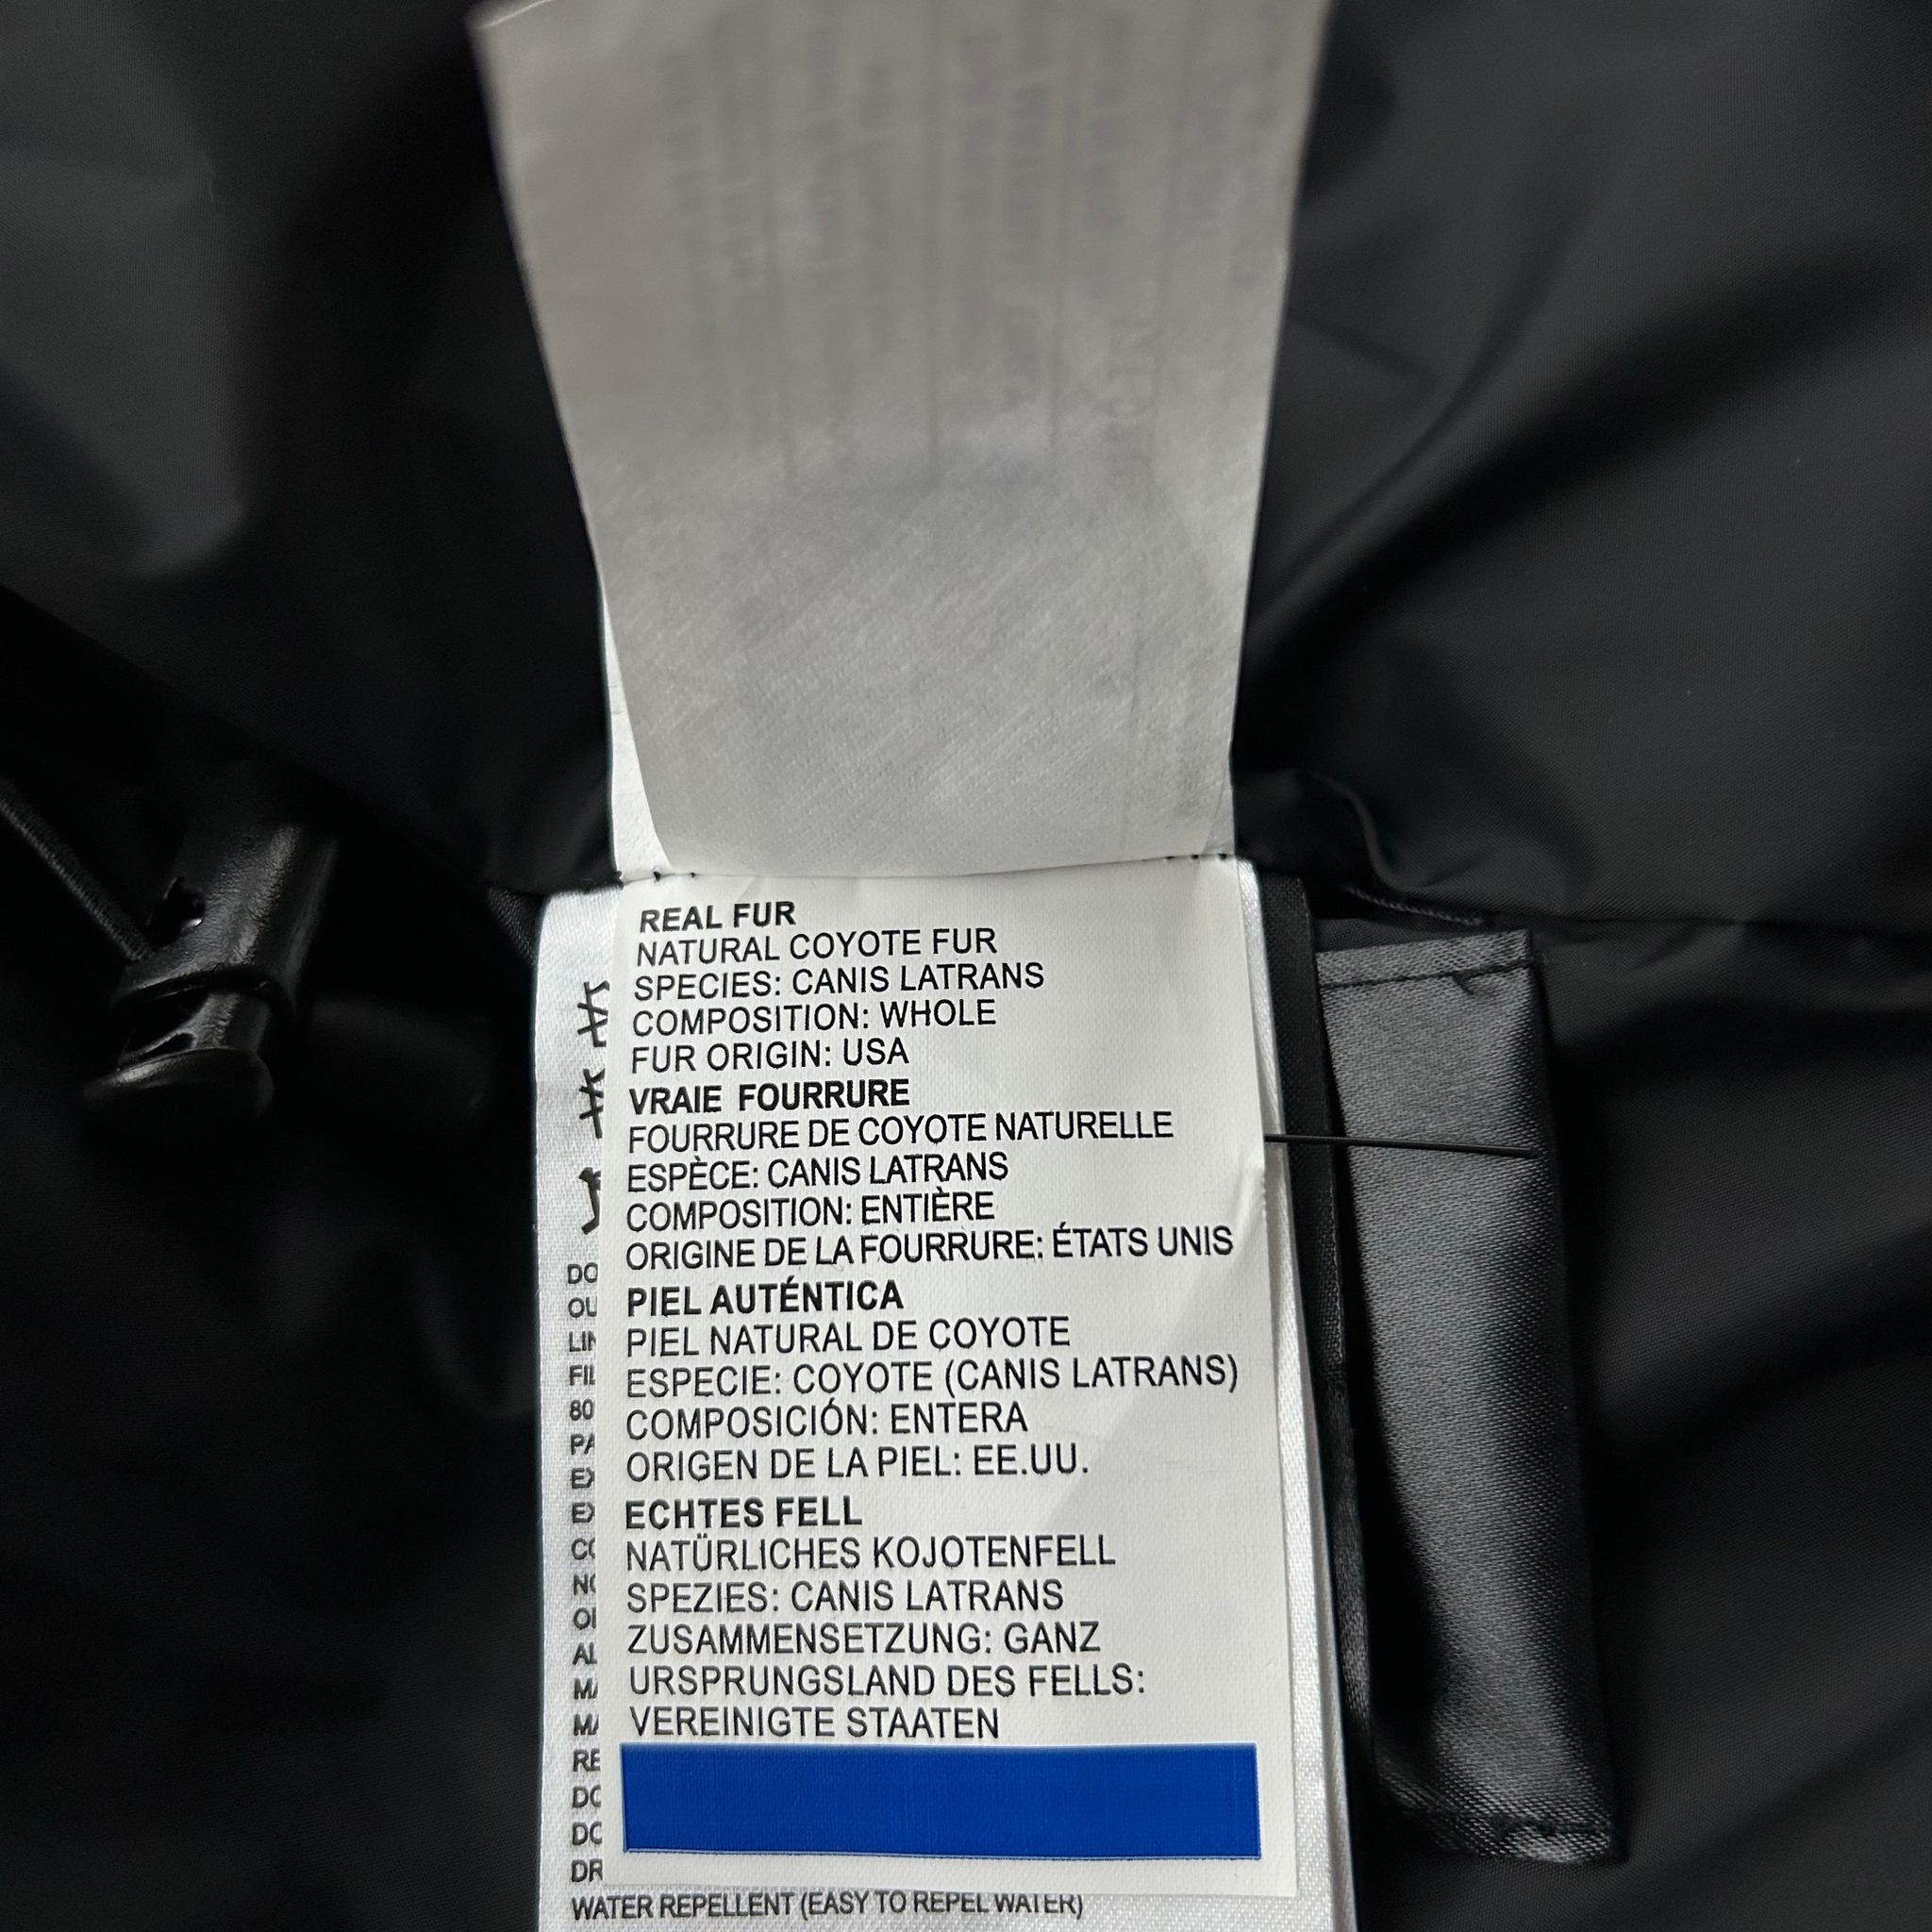 REAL FUR
NATURAL COYOTE FUR
SPECIES: CANIS LATRANS
COMPOSITION: WHOLE
FUR ORIGIN: USA
VRAIE FOURRURE
FOURRURE DE COYOTE NATURELLE
ESPÈCE: CANIS LATRANS
COMPOSITION: ENTIÈRE
ORIGINE DE LA FOURRURE: ÉTATS UNIS
PIEL AUTÉNTICA
PIEL NATURAL DE COYOTE
ESPECIE: COYOTE (CANIS LATRANS)
COMPOSICIÓN: ENTERA
ORIGEN DE LA PIEL: EE.UU.
ECHTES FELL
NATÜRLICHES KOJOTENFELL
SPEZIES: CANIS LATRANS
ZUSAMMENSETZUNG: GANZ
URSPRUNGSLAND DES FELLS:
VEREINIGTE STAATEN
WATER REPELLENT (EASY TO REPEL WATER)